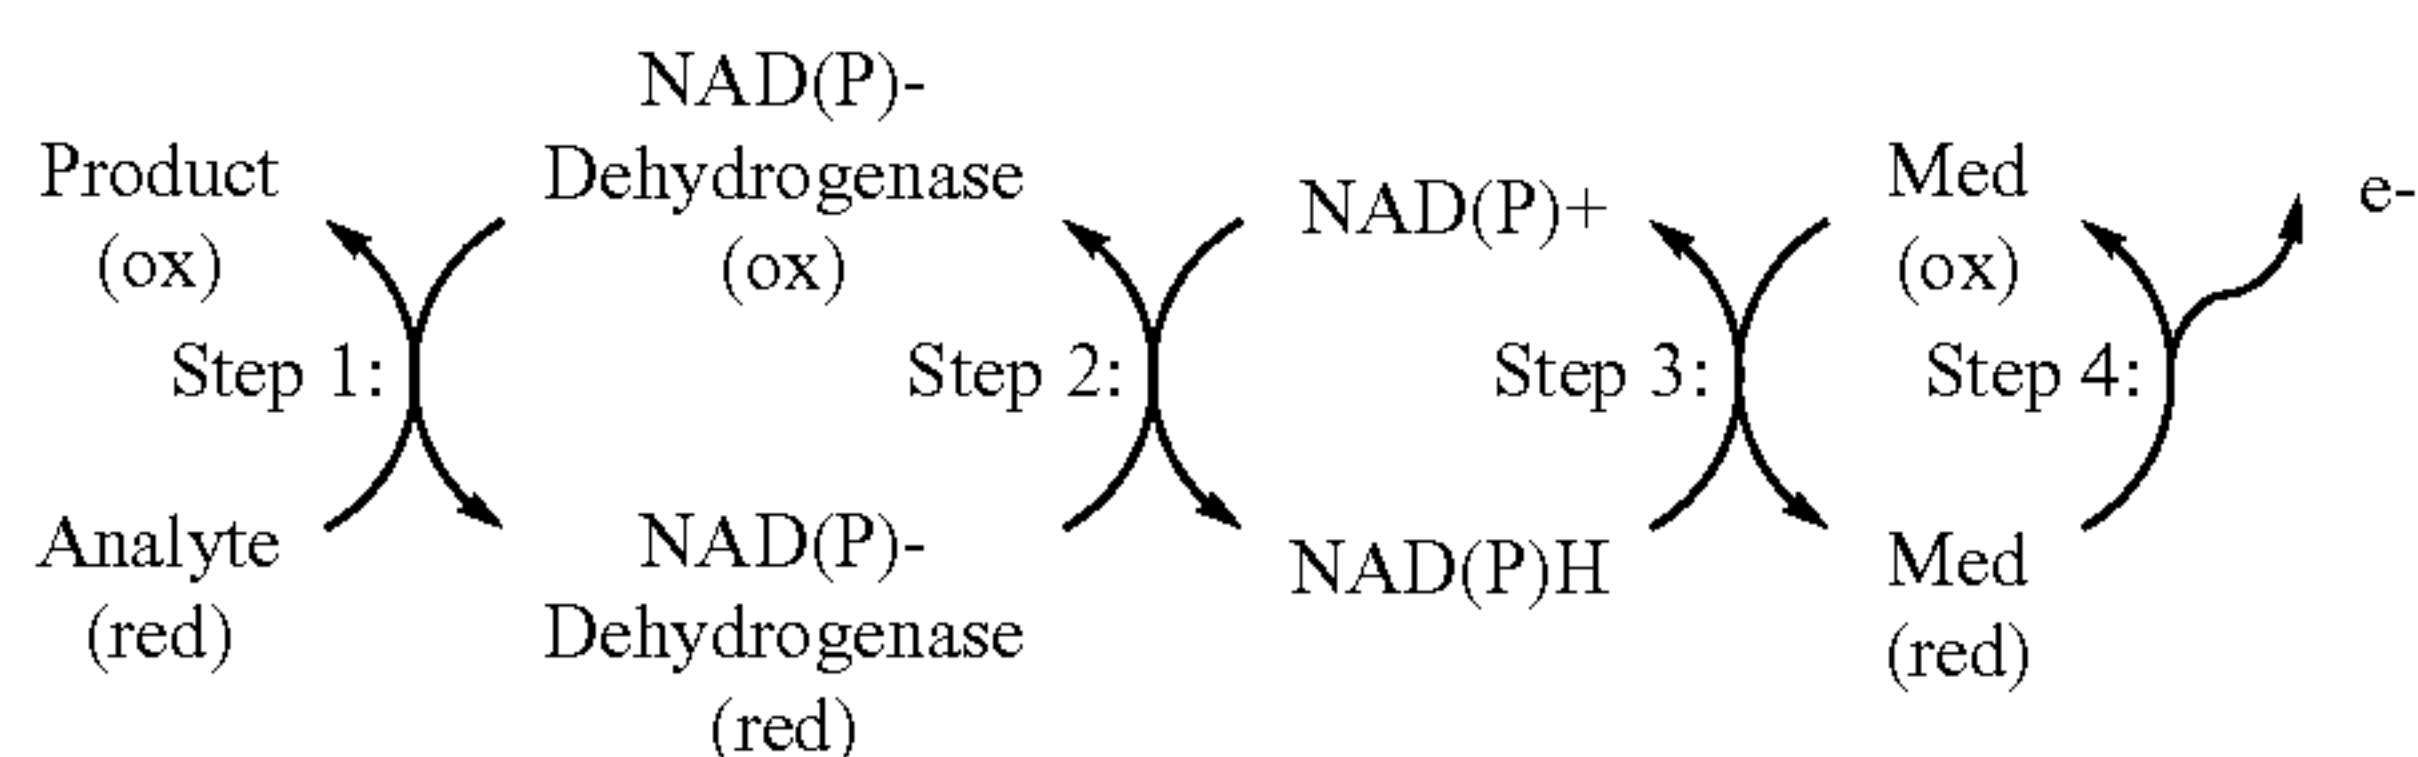 Product
(ox)
NAD(P)-
Dehydrogenase
(ox)
NAD(P)+
Med
(ox)
e-
Step 1:
Step 2:
Step 3:
Step 4:
Analyte
(red)
NAD(P)-
Dehydrogenase
(red)
NAD(P)H
Med
(red)